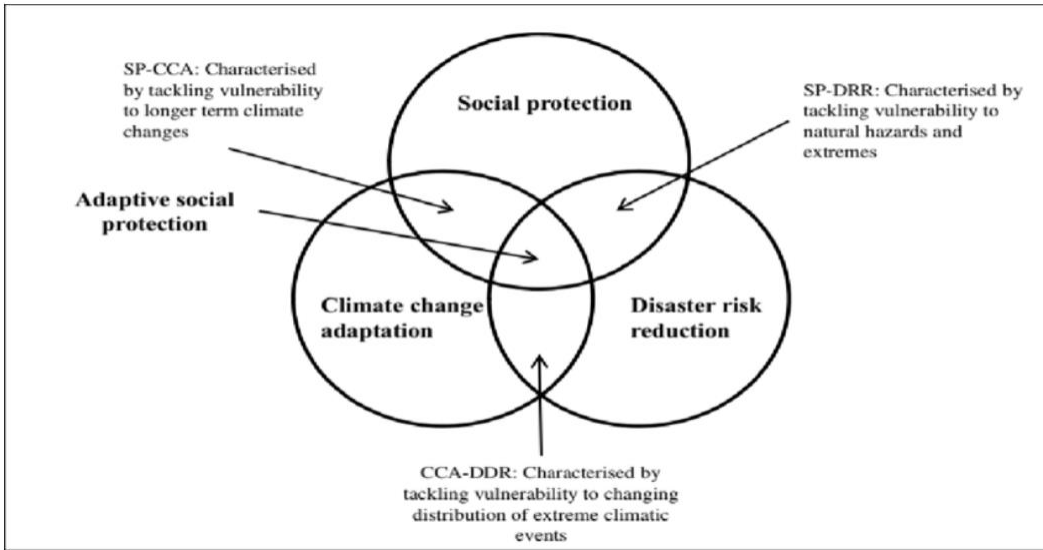 SP-CCA: Characterised
by tackling vulnerability
to longer term climate
changes
Social protection
SP-DRR: Characterised by
tackling vulnerability to
natural hazards and
extremes
Adaptive social
protection
Climate change
adaptation
Disaster risk
reduction
CCA-DDR: Characterised by
tackling vulnerability to changing
distribution of extreme climatic
events